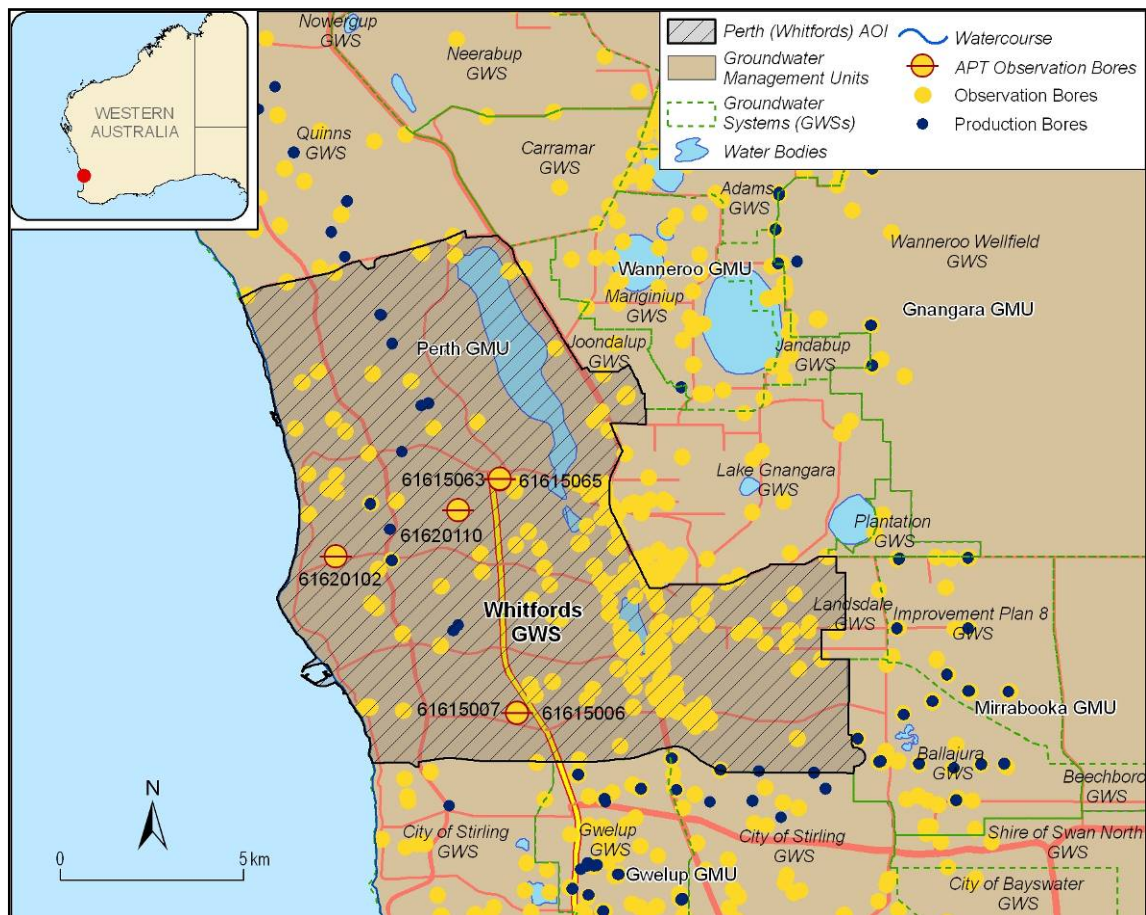 Nowergup
GWS
Neerabup
GWS
WESTERN
AUSTRALIA
Quinns
GWS
Carramar
GWS
Perth (Whitfords) AOI
Groundwater
Management Units
Groundwater
Systems (GWSs)
Water Bodies
Watercourse
APT Observation Bores
Observation Bores
Production Bores
Adams
GWS
Wanneroo Wellfield
GWS
Wanneroo GMU
Mariginiup
GWS
Gnangara GMU
Perth GMU
Joondalup
GWS
Jandabup
GWS
61615063
61615065
Lake Gnangara
GWS
61620110
Plantation
GWS
61620102
Whitfords
GWS
Landsdale
GWS
Improvement Plan 8
GWS
61615007
61615006
Mirrabooka GMU
Ballajura
GWS
Beechboro
GWS
N
0
5 km
City of Stirling
GWS
Gwelup
GWS
City of Stirling
GWS
Shire of Swan North
GWS
Gwelup GMU
City of Bayswater
GWS